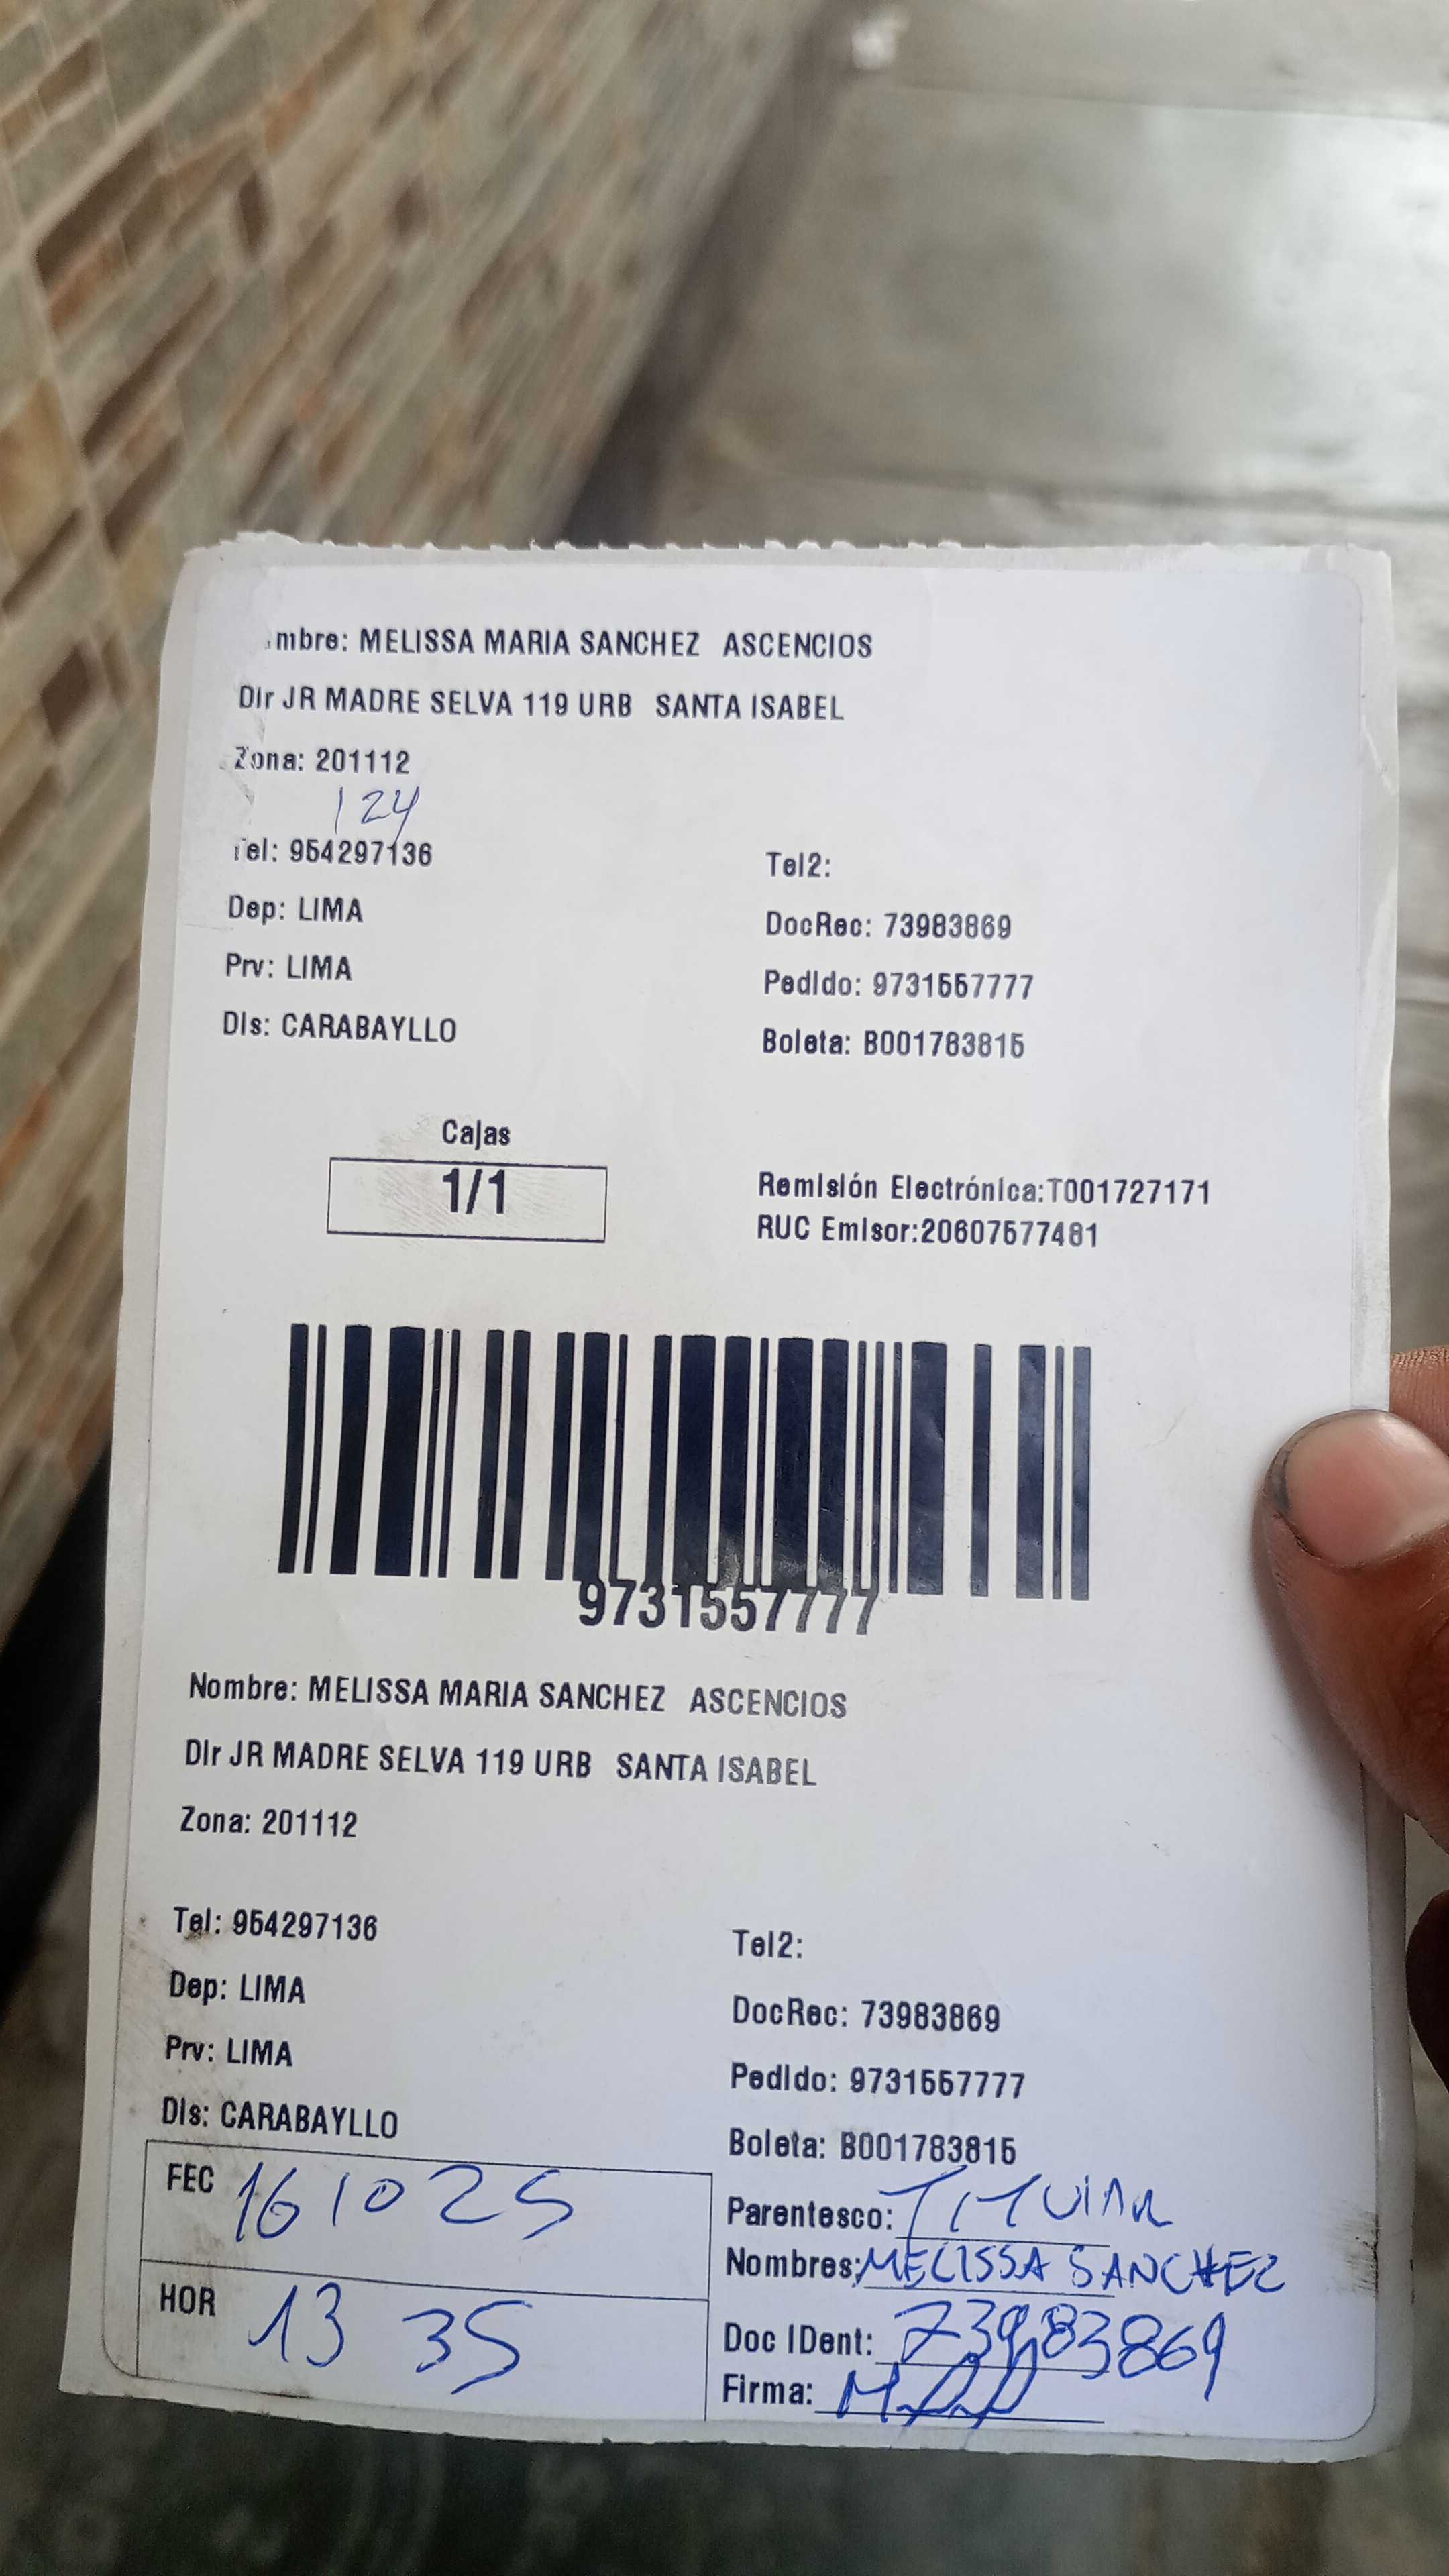 mbre: MELISSA MARIA SANCHEZ ASCENCIOS
Dir JR MADRE SELVA 119 URB SANTA ISABEL
Zona: 201112
124
Tel: 954297136
Tel2:
Dep: LIMA
DocRec: 73983869
Prv: LIMA
Pedido: 9731557777
Dis: CARABAYLLO
Boleta: B001783815
Cajas
1/1
Remisión Electrónica:T001727171
RUC Emisor:20607577481
9731557777
Nombre: MELISSA MARIA SANCHEZ ASCENCIOS
Dir JR MADRE SELVA 119 URB SANTA ISABEL
Zona: 201112
Tel: 954297136
Tel2:
Dep: LIMA
DocRec: 73983869
Prv: LIMA
Pedido: 9731557777
Dis: CARABAYLLO
Boleta: B001783815
FEC 16 10 25
Parentesco: TITULAR
Nombres: MELISSA SANCHEZ
HOR 13 35
Doc IDent: 73983869
Firma: